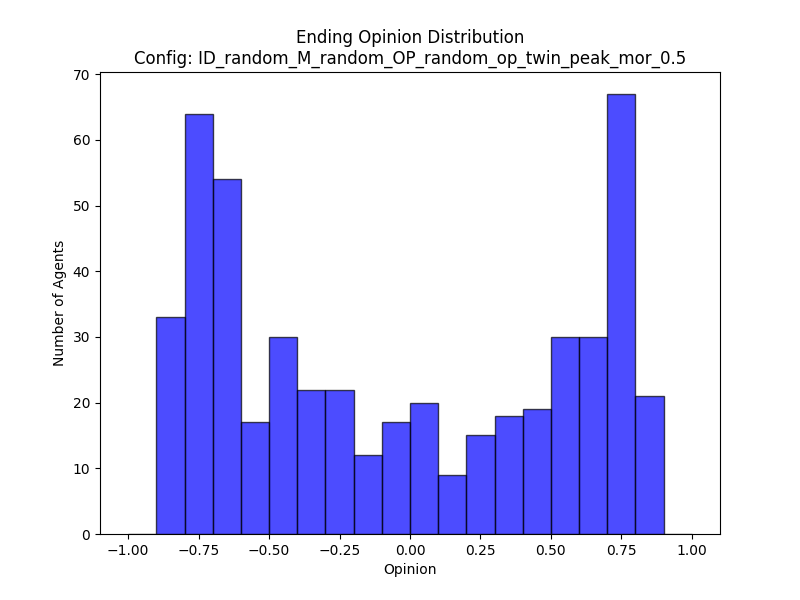 Ending Opinion Distribution
Config: ID_random_M_random_OP_random_op_twin_peak_mor_0.5
70
60
50
40
30
20
10
0
Number of Agents
−1.00 −0.75 −0.50 −0.25 0.00 0.25 0.50 0.75 1.00
Opinion